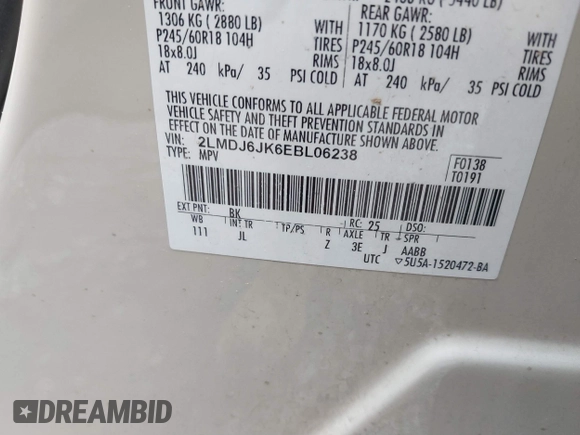 FRONT GAWR:
1306 KG ( 2880 LB)
P245/60R18 104H
18x8.0J
AT 240 kPa/ 35 PSI COLD
WITH
TIRES
RIMS
REAR GAWR:
1170 KG ( 2580 LB)
P245/60R18 104H
18x8.0J
AT 240 kPa/ 35 PSI COLD
WITH
TIRES
RIMS
THIS VEHICLE CONFORMS TO ALL APPLICABLE FEDERAL MOTOR
VEHICLE SAFETY AND THEFT PREVENTION STANDARDS IN
EFFECT ON THE DATE OF MANUFACTURE SHOWN ABOVE.
VIN: 2LMDJ6JK6EBL06238
TYPE: MPV
F0138
T0191
EXT PNT: BK RC: 25 DSO:
WB INT TR TP/PS R AXLE TR SPR
111 JL Z 3E J AABB
UTC ▽5U5A-1520472-BA
DREAMBID